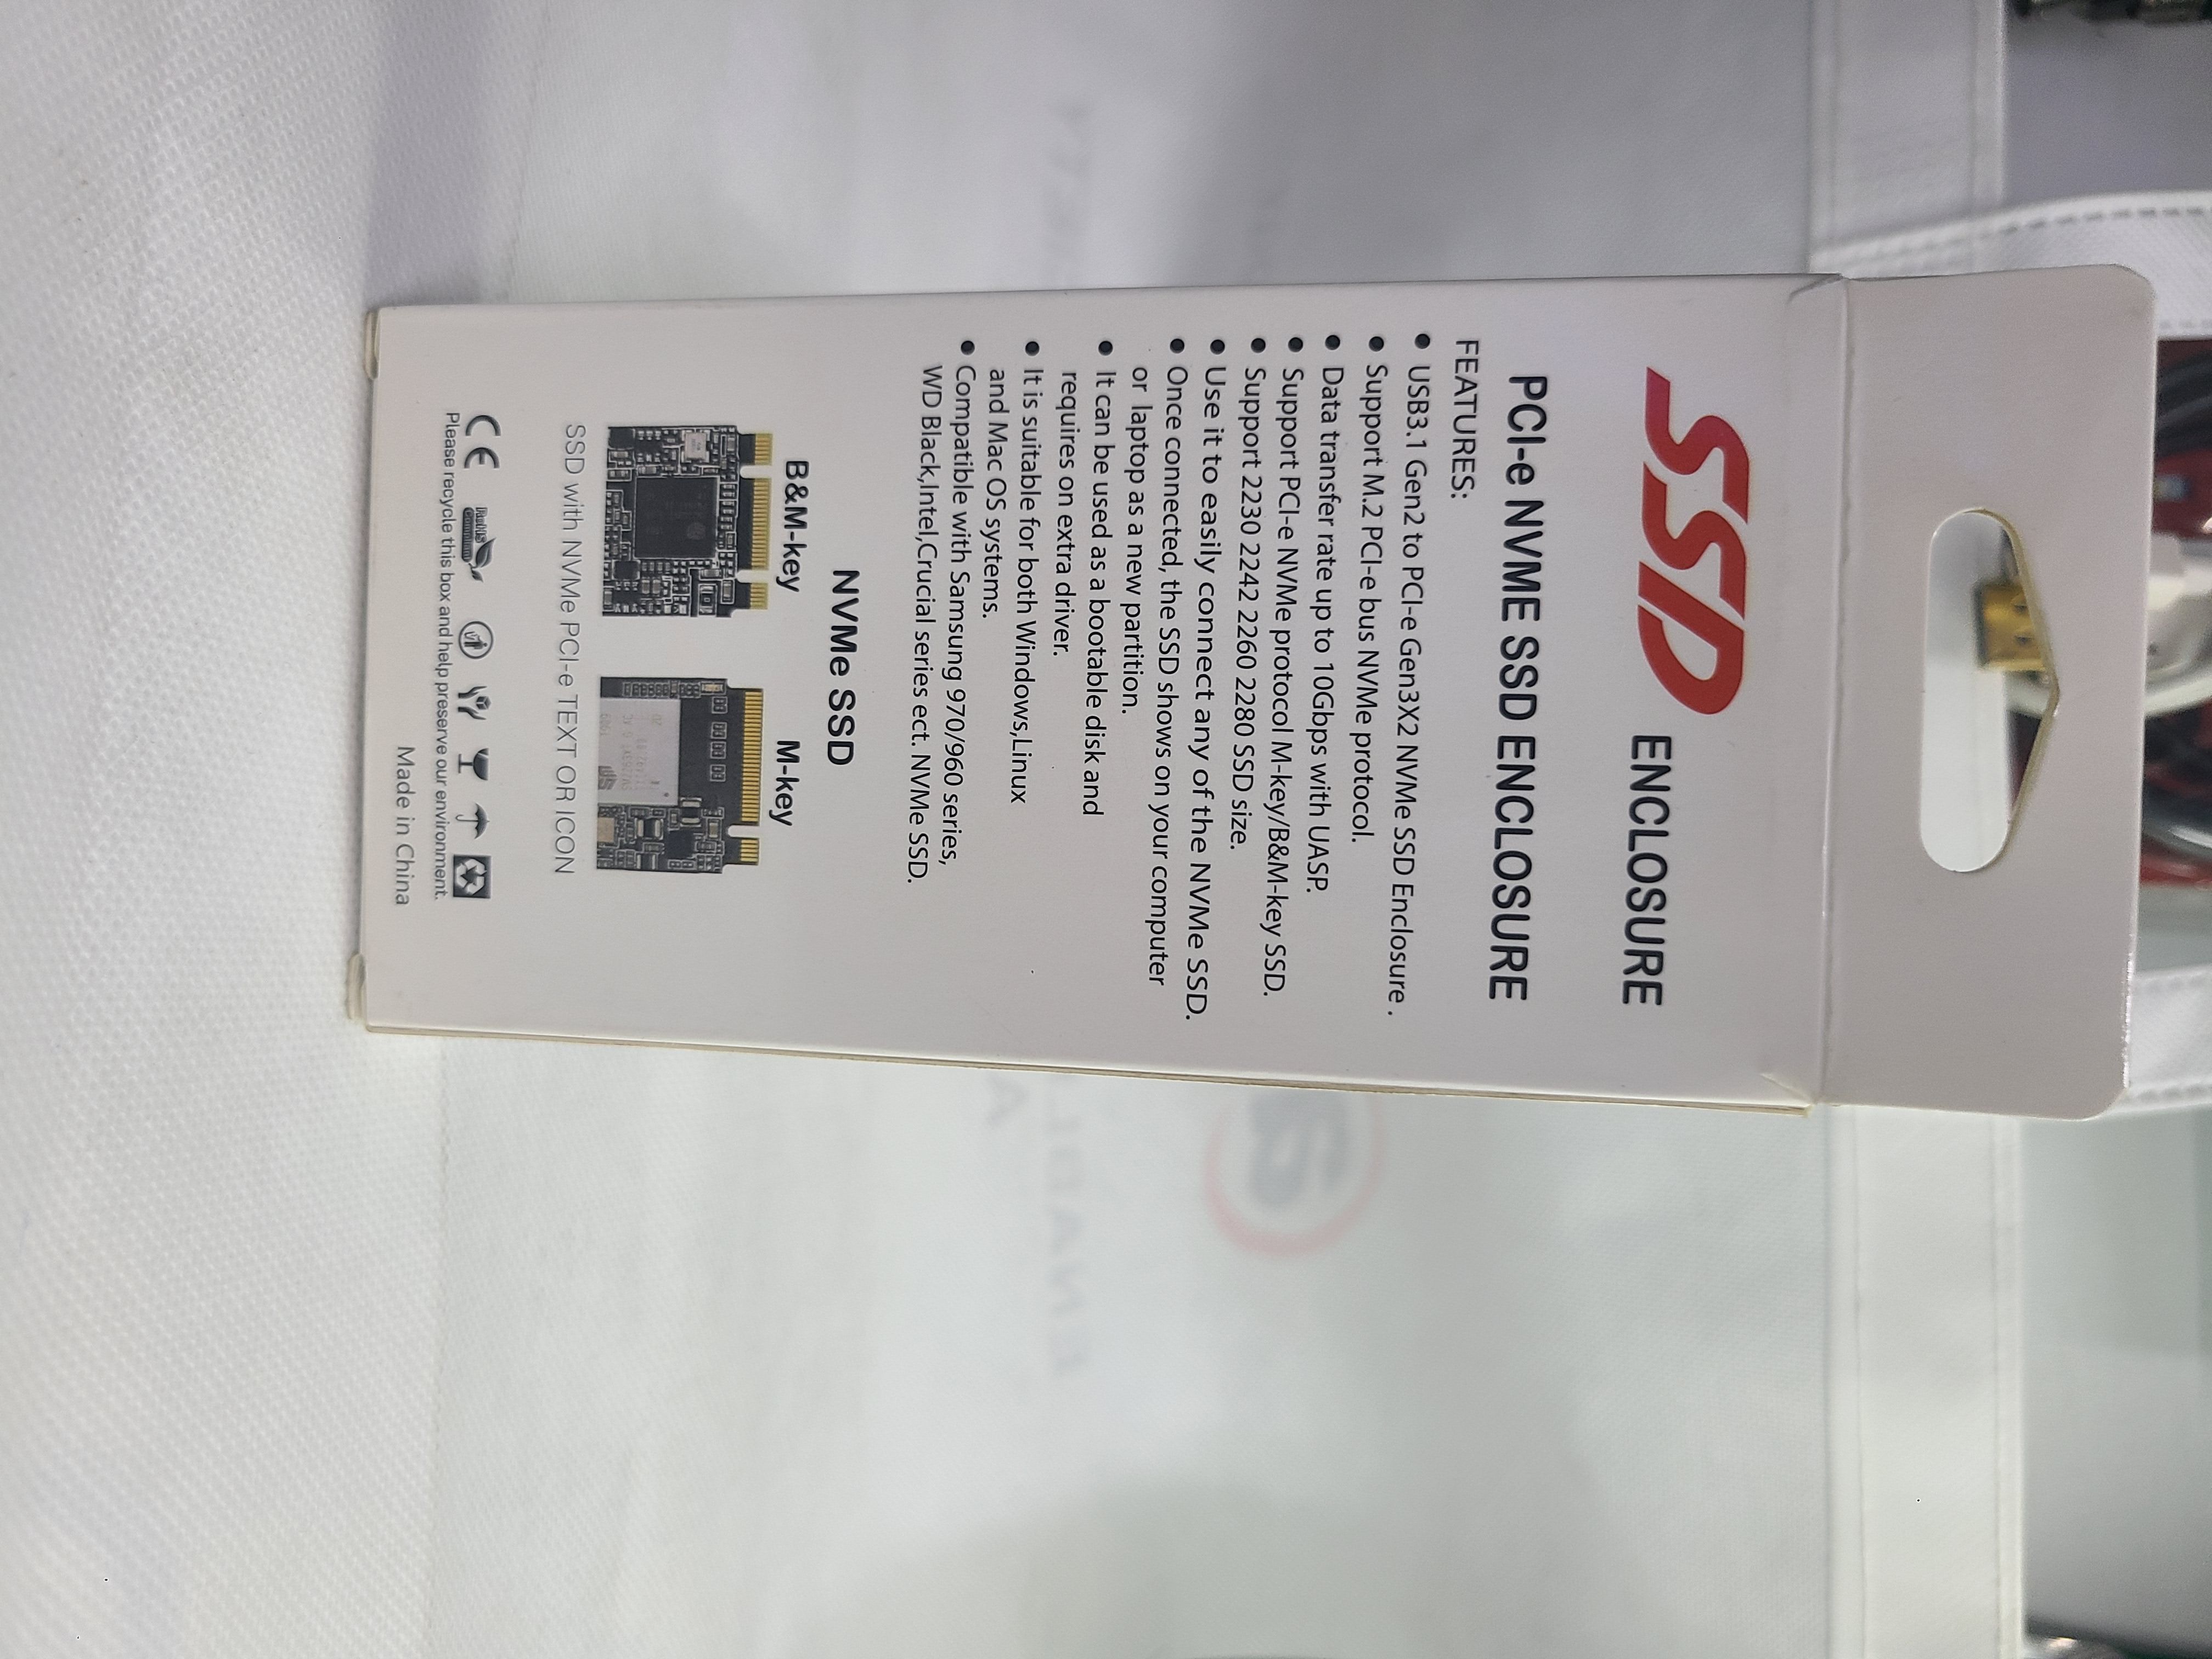 SSD ENCLOSURE
PCI-e NVME SSD ENCLOSURE
FEATURES:
● USB3.1 Gen2 to PCI-e Gen3X2 NVMe SSD Enclosure .
● Support M.2 PCI-e bus NVMe protocol.
● Data transfer rate up to 10Gbps with UASP.
● Support PCI-e NVMe protocol M-key/B&M-key SSD.
● Support 2230 2242 2260 2280 SSD size.
● Use it to easily connect any of the NVMe SSD.
● Once connected, the SSD shows on your computer
or laptop as a new partition.
● It can be used as a bootable disk and
requires on extra driver.
● It is suitable for both Windows,Linux
and Mac OS systems.
● Compatible with Samsung 970/960 series,
WD Black,Intel,Crucial series ect. NVMe SSD.
NVMe SSD
B&M-key M-key
SSD with NVMe PCI-e TEXT OR ICON
CE RoHS
Please recycle this box and help preserve our environment.
Made in China